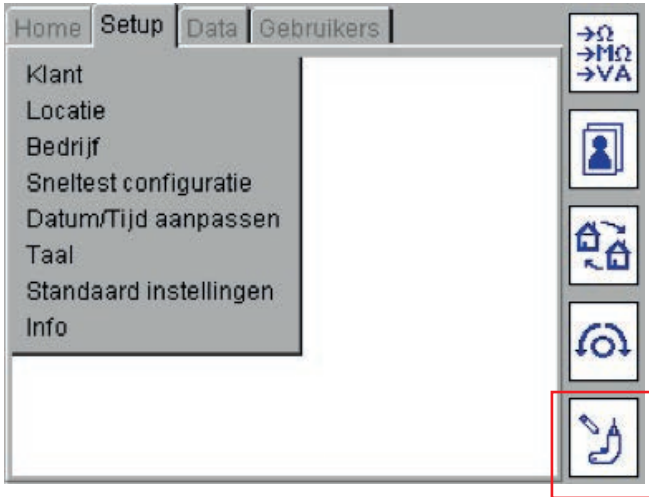 Home Setup Data Gebruikers
Klant
Locatie
Bedrijf
Sneltest configuratie
Datum/Tijd aanpassen
Taal
Standaard instellingen
Info
→Ω
→MΩ
→VA